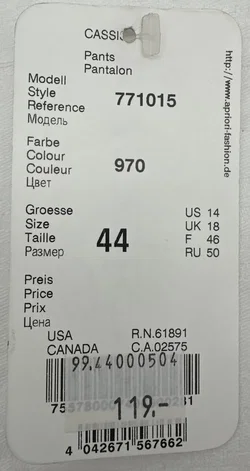 CASSI
Pants
Pantalon
http://www.apriori-fashion.de
Modell
Style
Reference 771015
Модель
Farbe
Colour
Couleur 970
Цвет
Groesse US 14
Size UK 18
Taille 44 F 46
Размер RU 50
Preis
Price
Prix
Цена
USA R.N.61891
CANADA C.A.02575
99.44000504
119.-
4 042671 567662